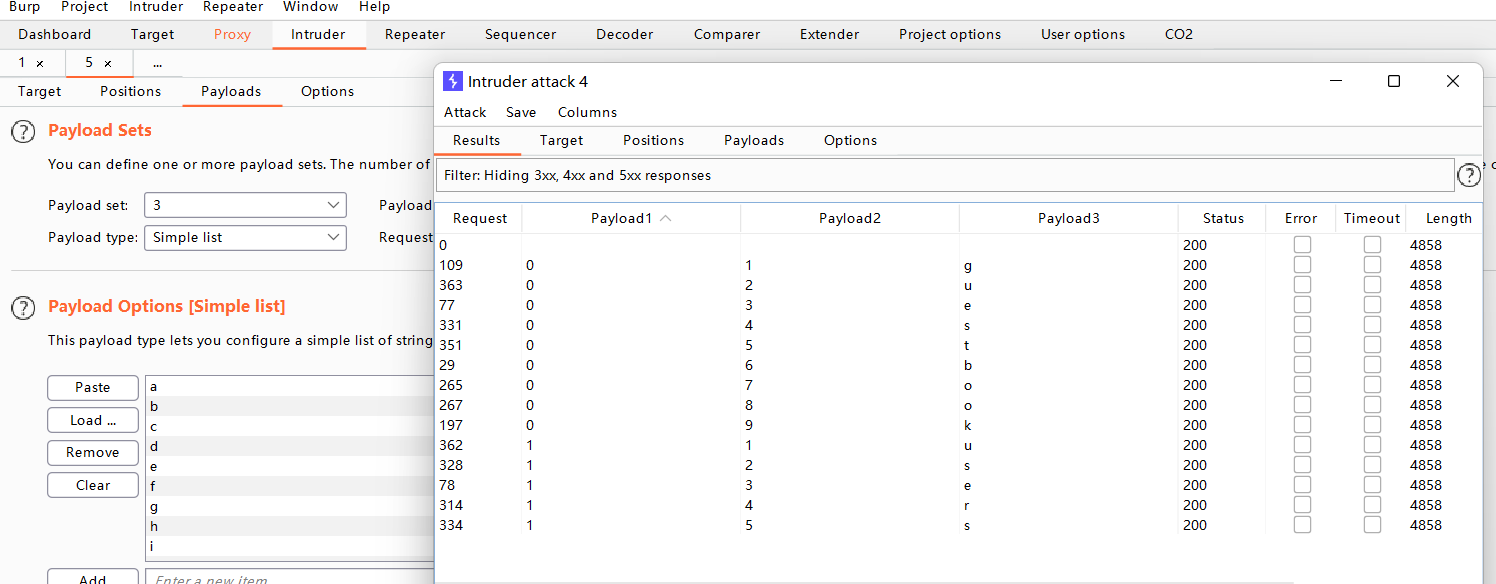 Burp Project Intruder Repeater Window Help
Dashboard Target Proxy Intruder Repeater Sequencer Decoder Comparer Extender Project options User options CO2
1 × 5 × ...
Target Positions Payloads Options
? Payload Sets
You can define one or more payload sets. The number of
Payload set: 3 Payload
Payload type: Simple list Request
? Payload Options [Simple list]
This payload type lets you configure a simple list of string
Paste
Load ...
Remove
Clear
a
b
c
d
e
f
g
h
i
Add Enter a new item
Intruder attack 4
Attack Save Columns
Results Target Positions Payloads Options
Filter: Hiding 3xx, 4xx and 5xx responses ?
Request Payload1 Payload2 Payload3 Status Error Timeout Length
0 200 4858
109 0 1 g 200 4858
363 0 2 u 200 4858
77 0 3 e 200 4858
331 0 4 s 200 4858
351 0 5 t 200 4858
29 0 6 b 200 4858
265 0 7 o 200 4858
267 0 8 o 200 4858
197 0 9 k 200 4858
362 1 1 u 200 4858
328 1 2 s 200 4858
78 1 3 e 200 4858
314 1 4 r 200 4858
334 1 5 s 200 4858